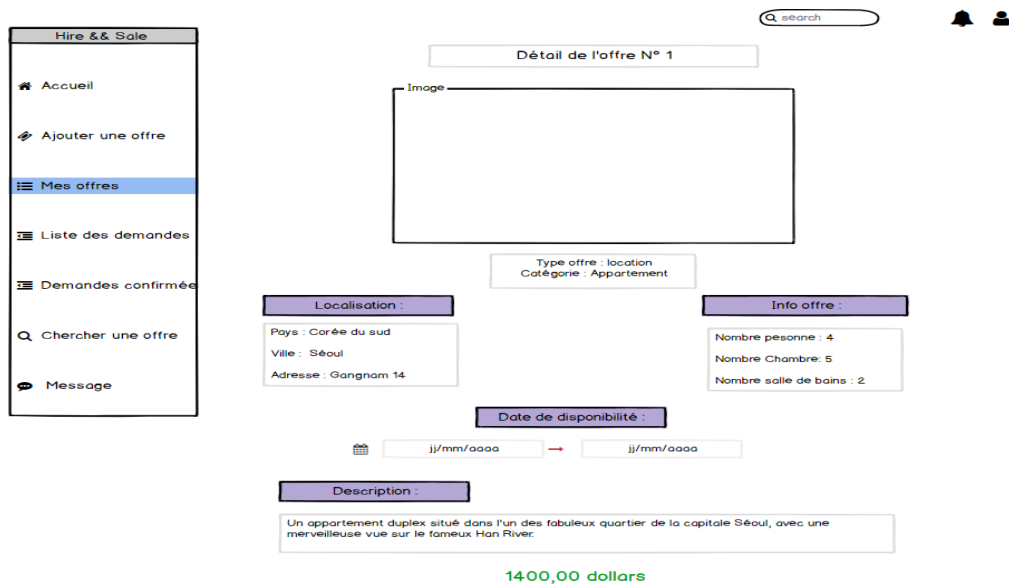 search
Hire && Sale
Accueil
Ajouter une offre
Mes offres
Liste des demandes
Demandes confirmée
Chercher une offre
Message
Détail de l'offre N° 1
Image
Type offre : location
Catégorie : Appartement
Localisation :
Pays : Corée du sud
Ville : Séoul
Adresse : Gangnam 14
Info offre :
Nombre pesonne : 4
Nombre Chambre: 5
Nombre salle de bains : 2
Date de disponibilité :
jj/mm/aaaa
jj/mm/aaaa
Description :
Un appartement duplex situé dans l'un des fabuleux quartier de la capitale Séoul, avec une
merveilleuse vue sur le fameux Han River.
1400,00 dollars